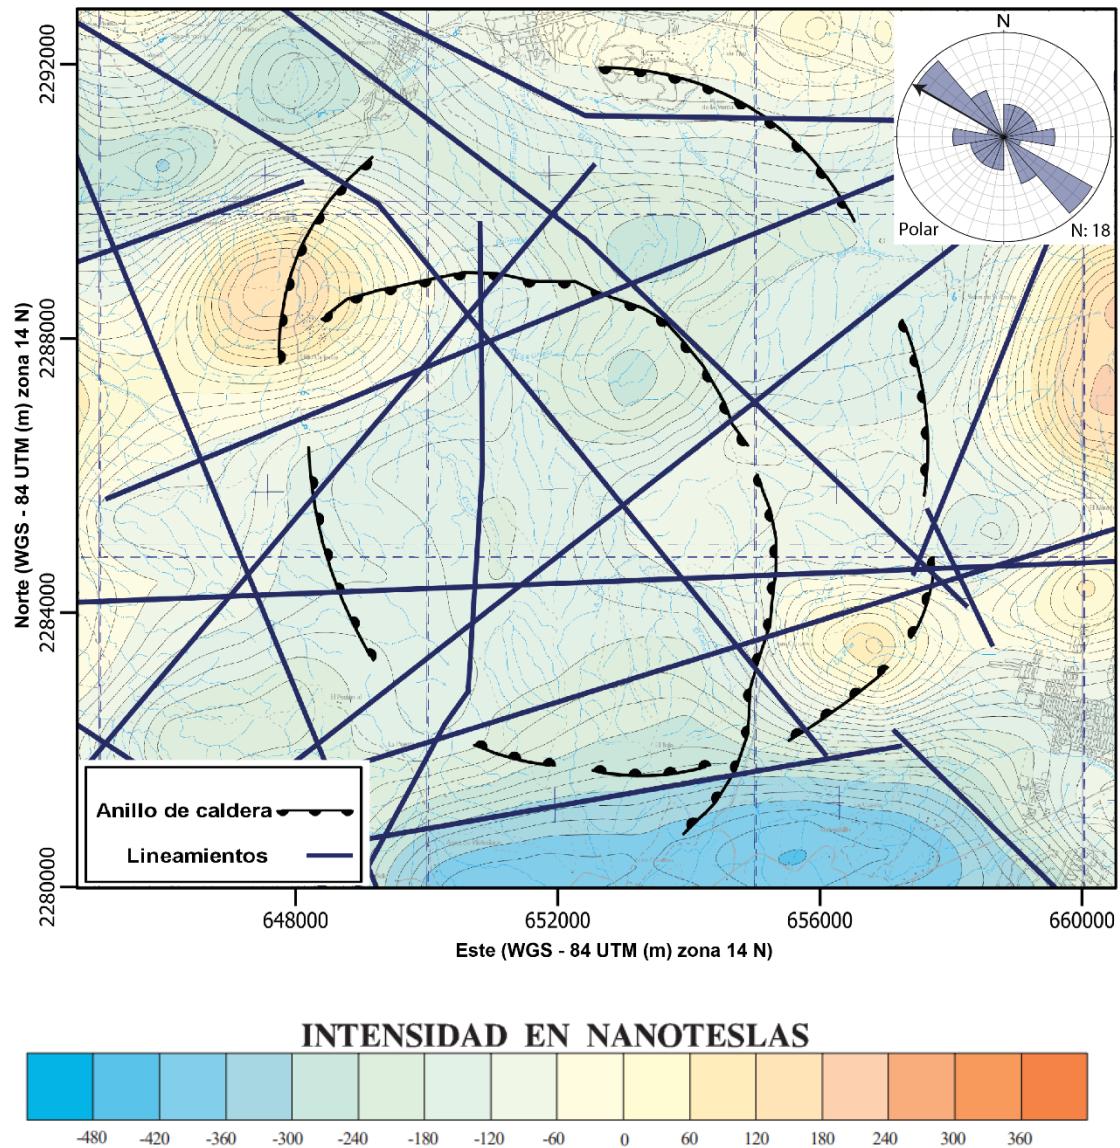 N
Polar
N: 18
2292000
2288000
2284000
2280000
Norte (WGS - 84 UTM (m) zona 14 N)
Anillo de caldera
Lineamientos
648000
652000
656000
660000
Este (WGS - 84 UTM (m) zona 14 N)
INTENSIDAD EN NANOTESLAS
-480
-420
-360
-300
-240
-180
-120
-60
0
60
120
180
240
300
360